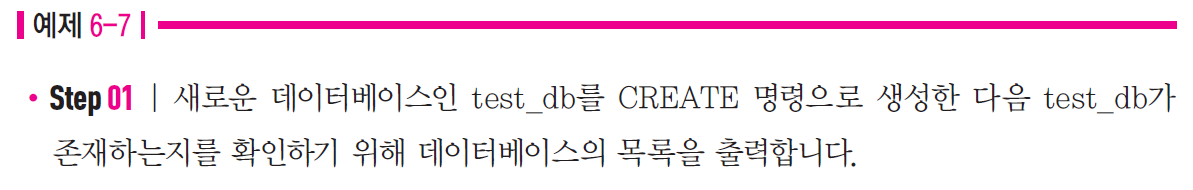 예제 6-7
• Step 01 | 새로운 데이터베이스인 test_db를 CREATE 명령으로 생성한 다음 test_db가
존재하는지를 확인하기 위해 데이터베이스의 목록을 출력합니다.